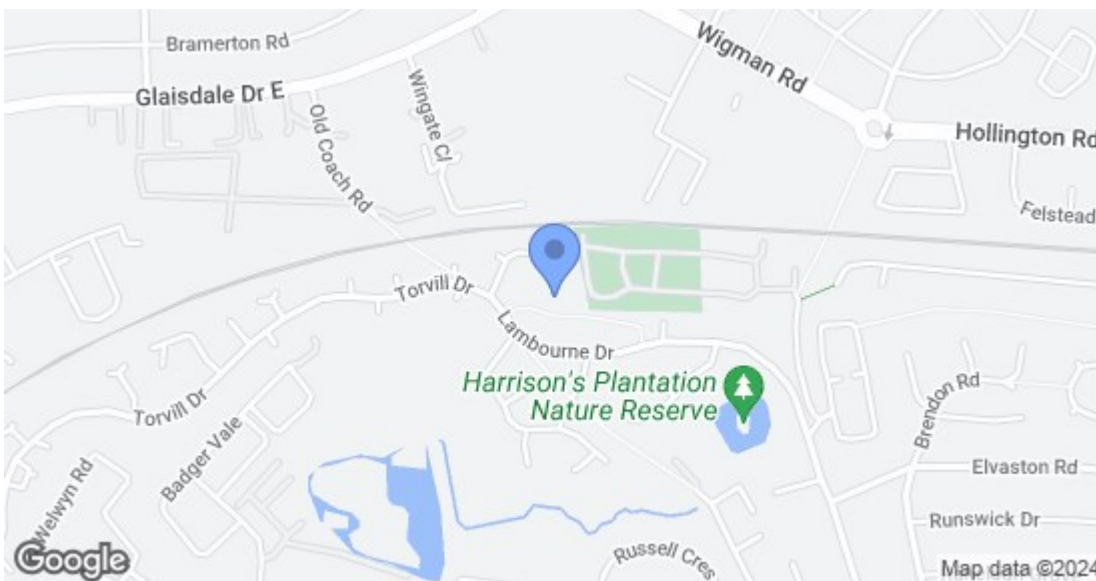 Bramerton Rd
Wigman Rd
Glaisdale Dr E
Wingate Cl
Old Coach Rd
Hollington Rd
Felstead
Torvill Dr
Lambourne Dr
Harrison's Plantation
Nature Reserve
Torvill Dr
Badger Vale
Brendon Rd
Elvaston Rd
Welwyn Rd
Runswick Dr
Russell Cres
Google
Map data ©2024